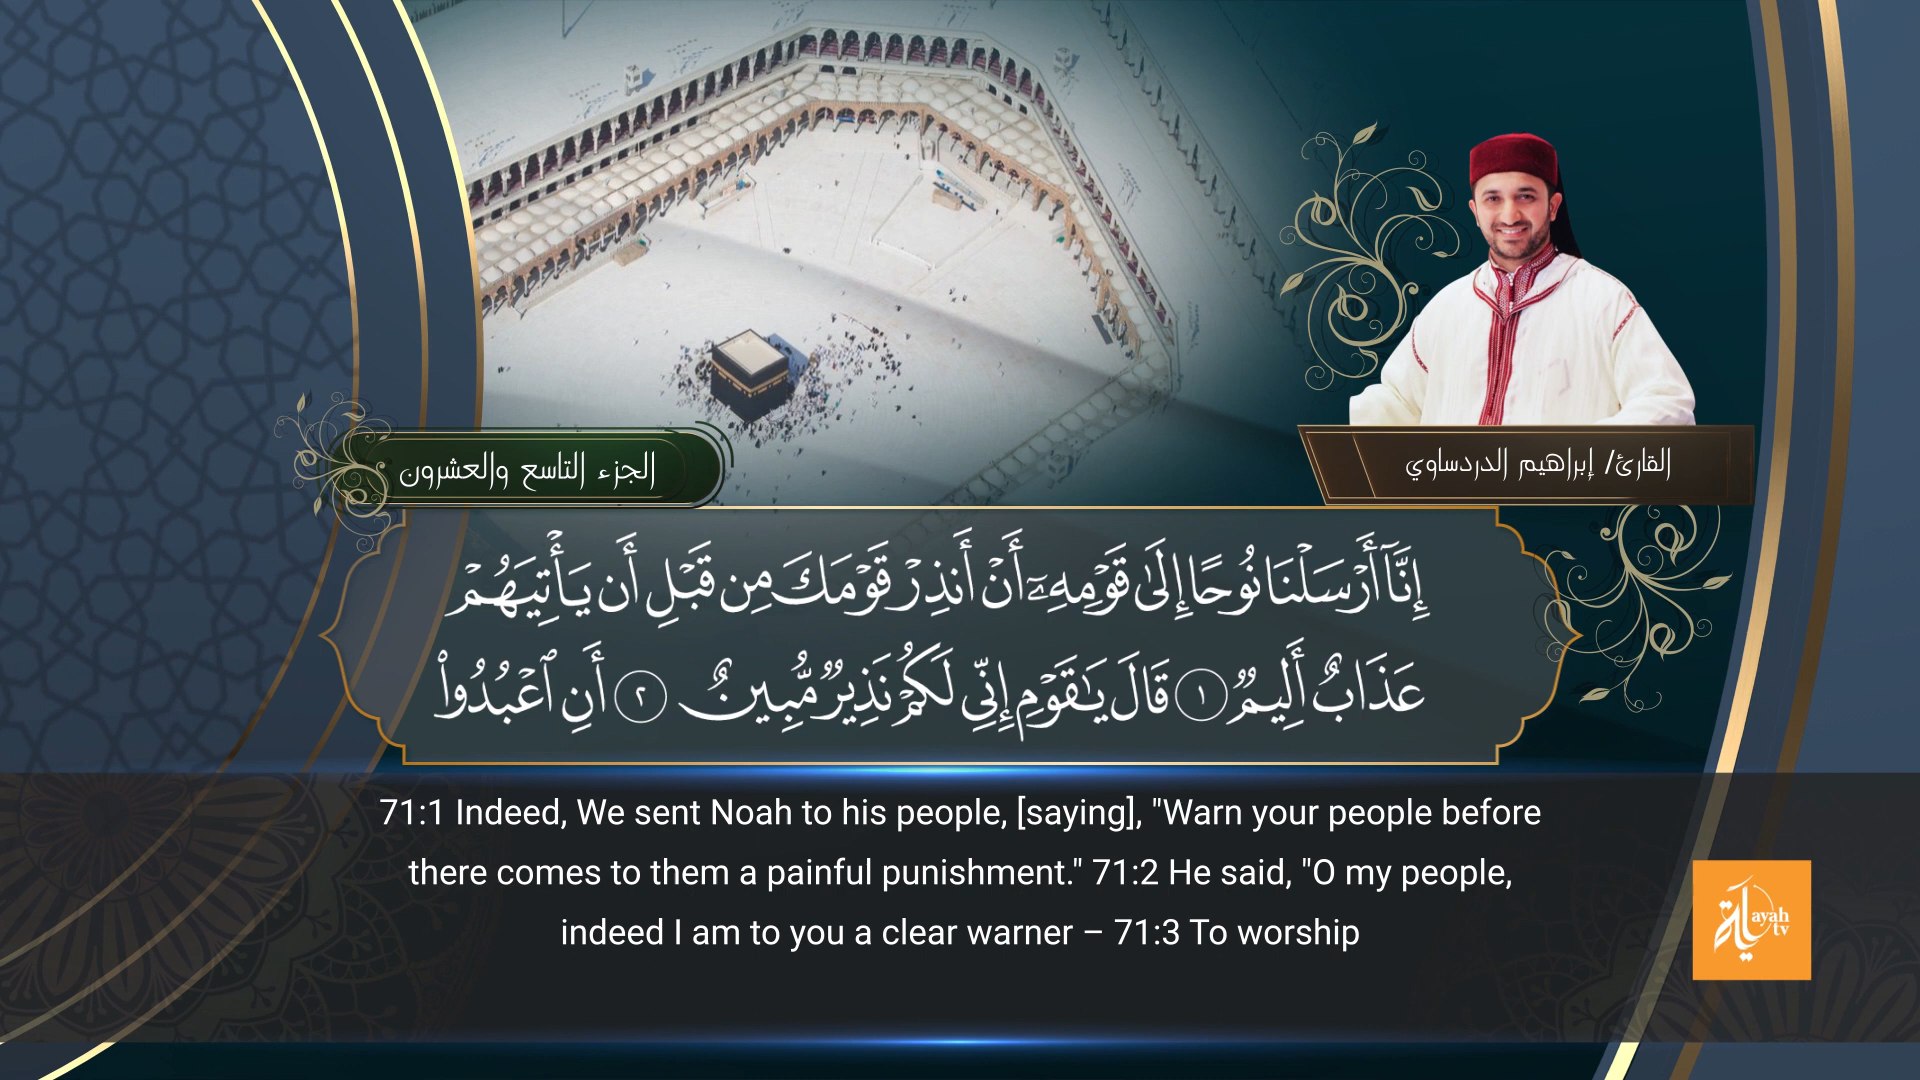 القارئ/ إبراهيم الدردساوي
الجزء التاسع والعشرون
إِنَّآ أَرْسَلْنَا نُوحًا إِلَىٰ قَوْمِهِۦٓ أَنْ أَنذِرْ قَوْمَكَ مِن قَبْلِ أَن يَأْتِيَهُمْ
عَذَابٌ أَلِيمٌ ١ قَالَ يَٰقَوْمِ إِنِّى لَكُمْ نَذِيرٌ مُّبِينٌ ٢ أَنِ ٱعْبُدُوا۟
71:1 Indeed, We sent Noah to his people, [saying], "Warn your people before
there comes to them a painful punishment." 71:2 He said, "O my people,
indeed I am to you a clear warner – 71:3 To worship
آية
ayah
tv